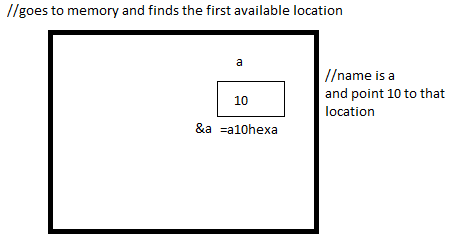 //goes to memory and finds the first available location
a
//name is a
and point 10 to that
location
10
&a =a10hexa